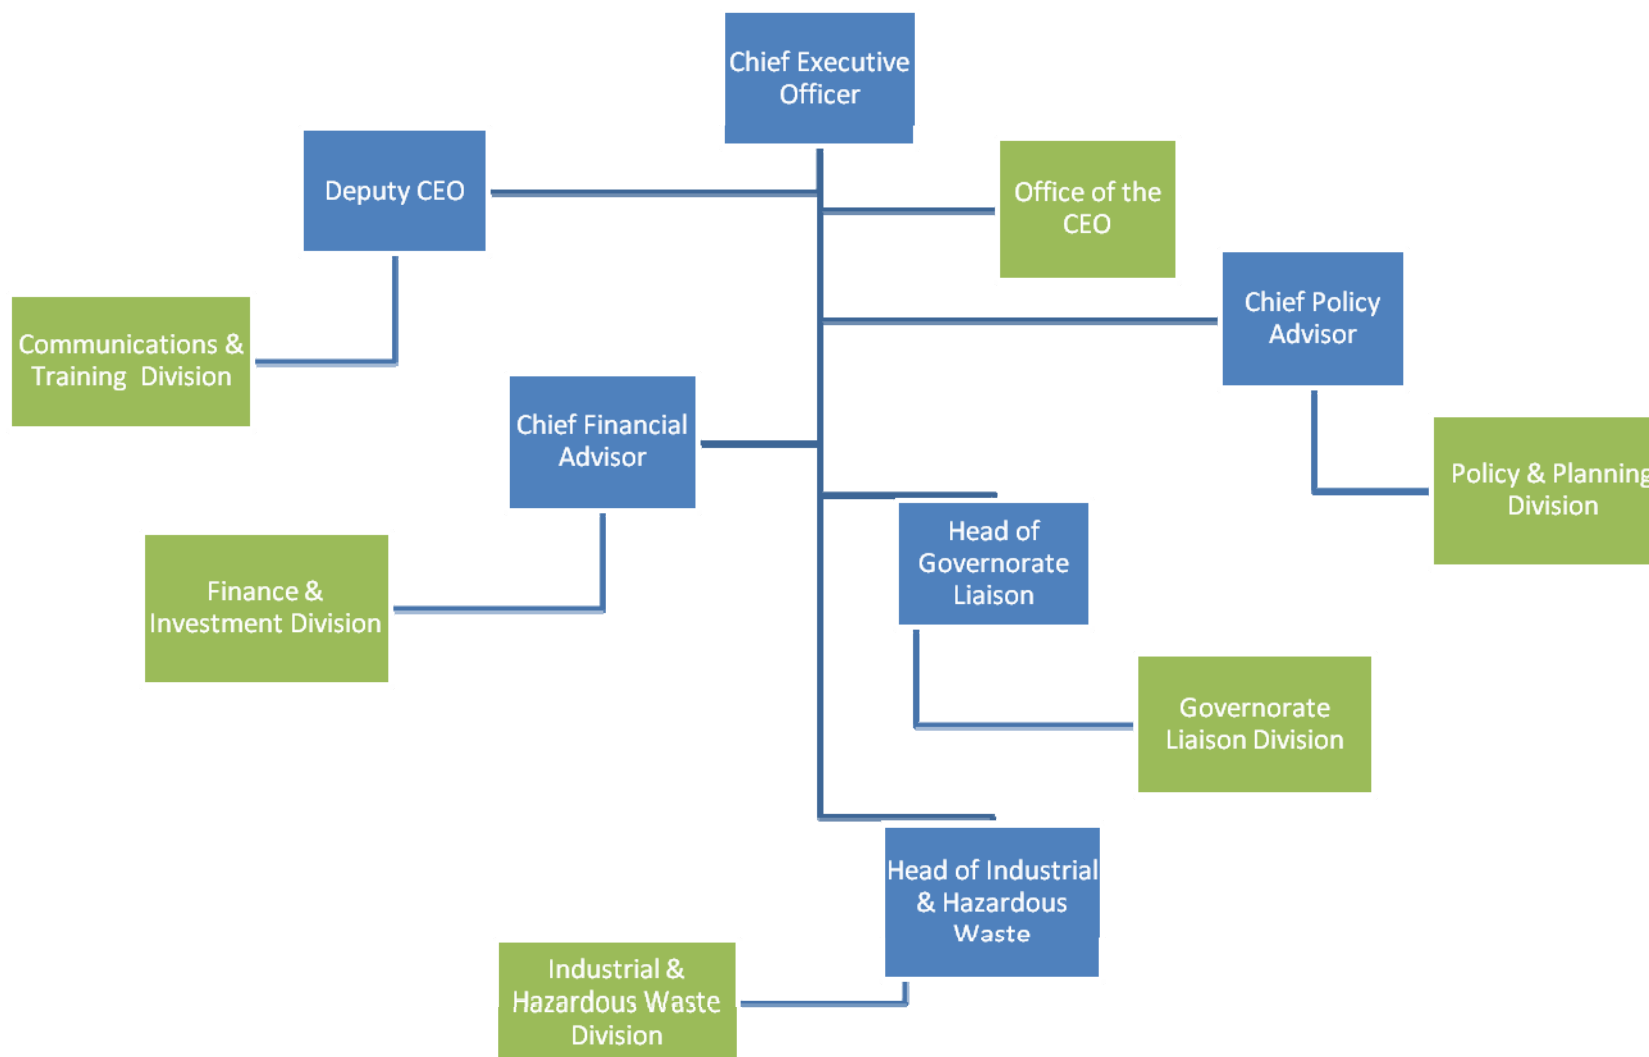 Chief Executive
Officer
Deputy CEO
Office of the
CEO
Chief Policy
Advisor
Communications &
Training Division
Chief Financial
Advisor
Policy & Planning
Division
Head of
Governorate
Liaison
Finance &
Investment Division
Governorate
Liaison Division
Head of Industrial
& Hazardous
Waste
Industrial &
Hazardous Waste
Division